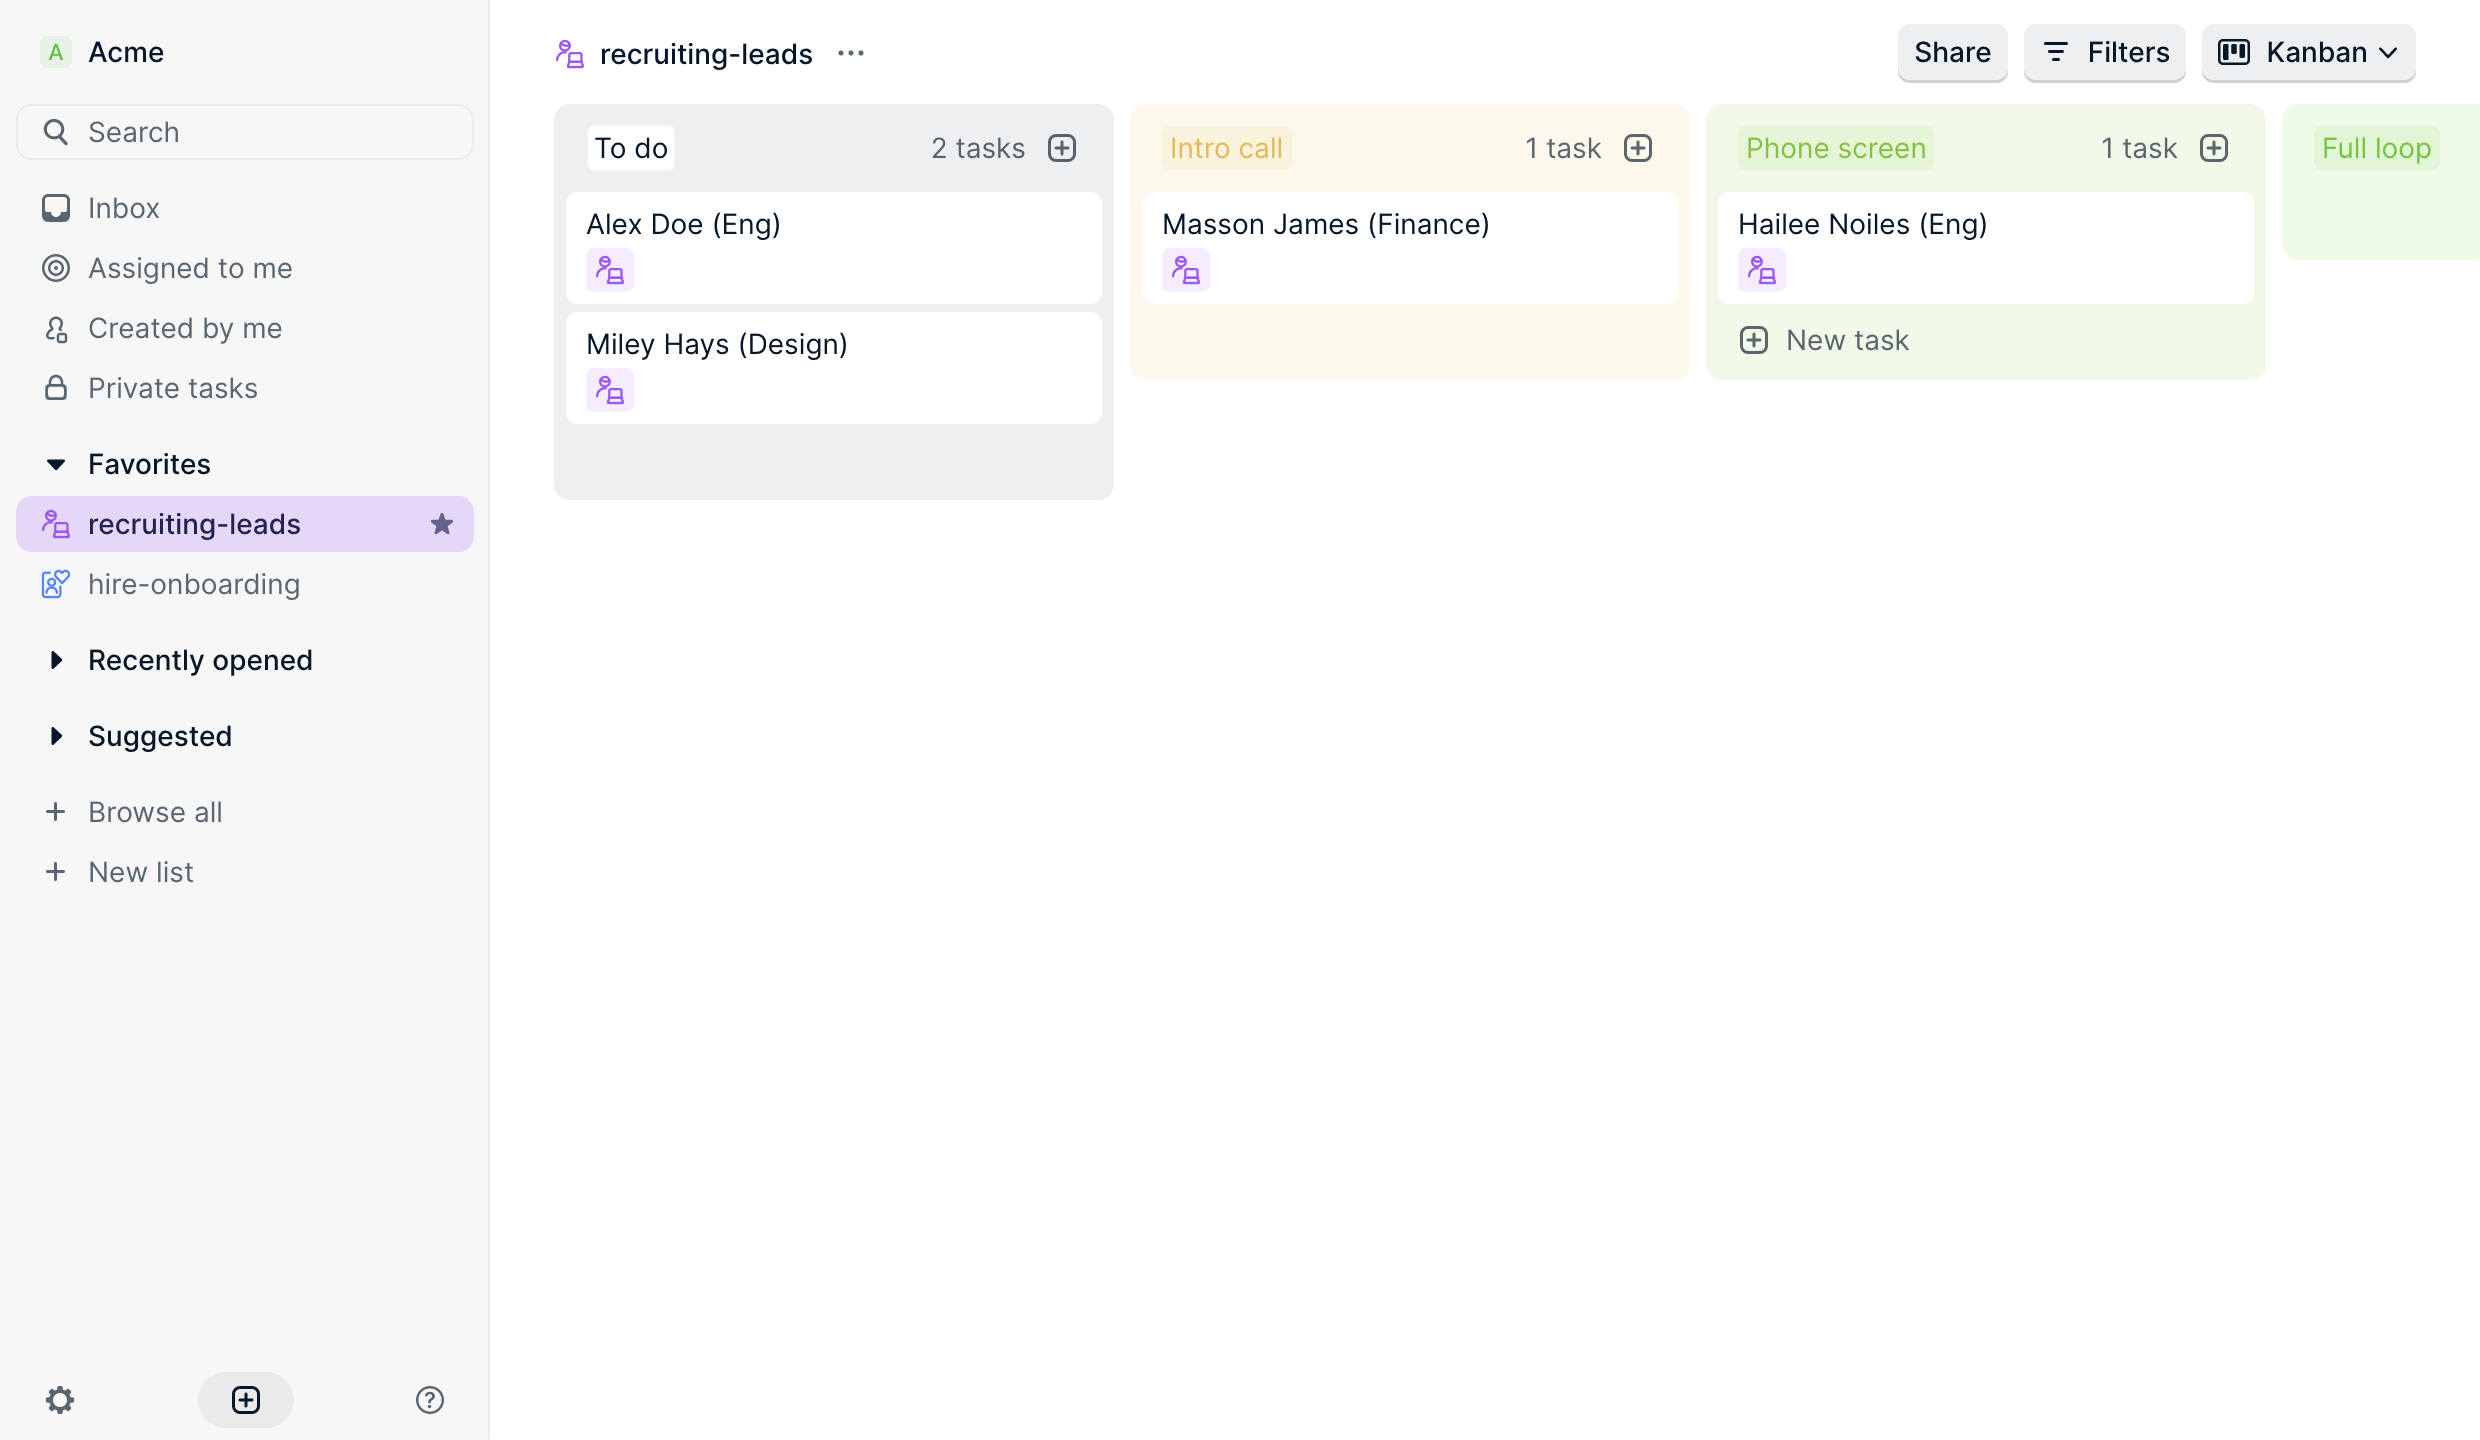 A Acme
Search
Inbox
Assigned to me
Created by me
Private tasks
Favorites
recruiting-leads
hire-onboarding
Recently opened
Suggested
Browse all
New list
recruiting-leads
Share
Filters
Kanban
To do 2 tasks
Alex Doe (Eng)
Miley Hays (Design)
Intro call 1 task
Masson James (Finance)
Phone screen 1 task
Hailee Noiles (Eng)
New task
Full loop